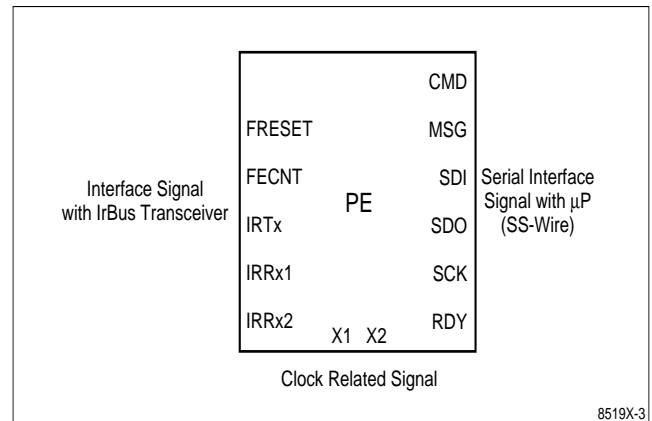 CMD
FRESET
MSG
FECNT
SDI
Interface Signal
with IrBus Transceiver
PE
Serial Interface
Signal with µP
(SS-Wire)
IRTx
SDO
IRRx1
SCK
IRRx2
RDY
X1 X2
Clock Related Signal
8519X-3